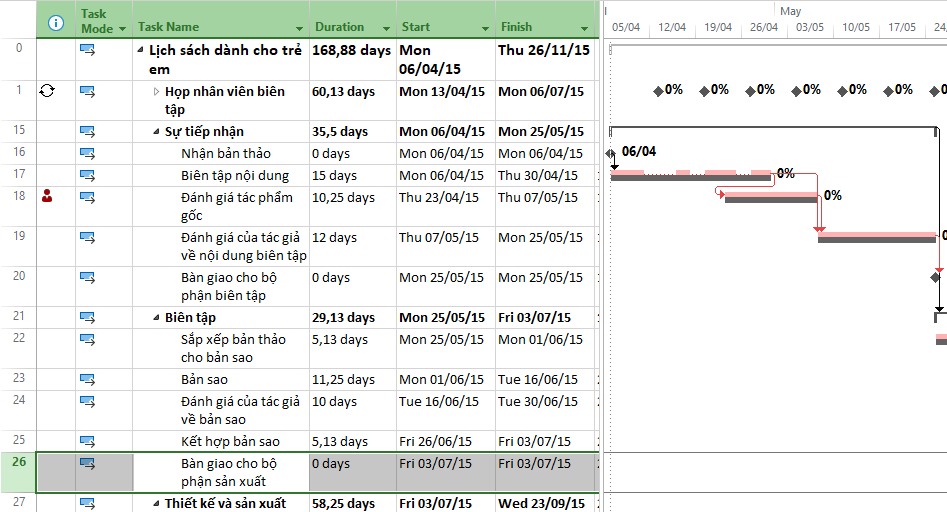 May
Task Mode Task Name Duration Start Finish
05/04 12/04 19/04 26/04 03/05 10/05 17/05 24/
0 Lịch sách dành cho trẻ em 168,88 days Mon 06/04/15 Thu 26/11/15
1 Họp nhân viên biên tập 60,13 days Mon 13/04/15 Mon 06/07/15
0% 0% 0% 0% 0% 0% 0%
15 Sự tiếp nhận 35,5 days Mon 06/04/15 Mon 25/05/15
16 Nhận bản thảo 0 days Mon 06/04/15 Mon 06/04/15 06/04
17 Biên tập nội dung 15 days Mon 06/04/15 Thu 30/04/15 0%
18 Đánh giá tác phẩm gốc 10,25 days Thu 23/04/15 Thu 07/05/15 0%
19 Đánh giá của tác giả về nội dung biên tập 12 days Thu 07/05/15 Mon 25/05/15
20 Bàn giao cho bộ phận biên tập 0 days Mon 25/05/15 Mon 25/05/15
21 Biên tập 29,13 days Mon 25/05/15 Fri 03/07/15
22 Sắp xếp bản thảo cho bản sao 5,13 days Mon 25/05/15 Mon 01/06/15
23 Bản sao 11,25 days Mon 01/06/15 Tue 16/06/15
24 Đánh giá của tác giả về bản sao 10 days Tue 16/06/15 Tue 30/06/15
25 Kết hợp bản sao 5,13 days Fri 26/06/15 Fri 03/07/15
26 Bàn giao cho bộ phận sản xuất 0 days Fri 03/07/15 Fri 03/07/15
27 Thiết kế và sản xuất 58,25 days Fri 03/07/15 Wed 23/09/15